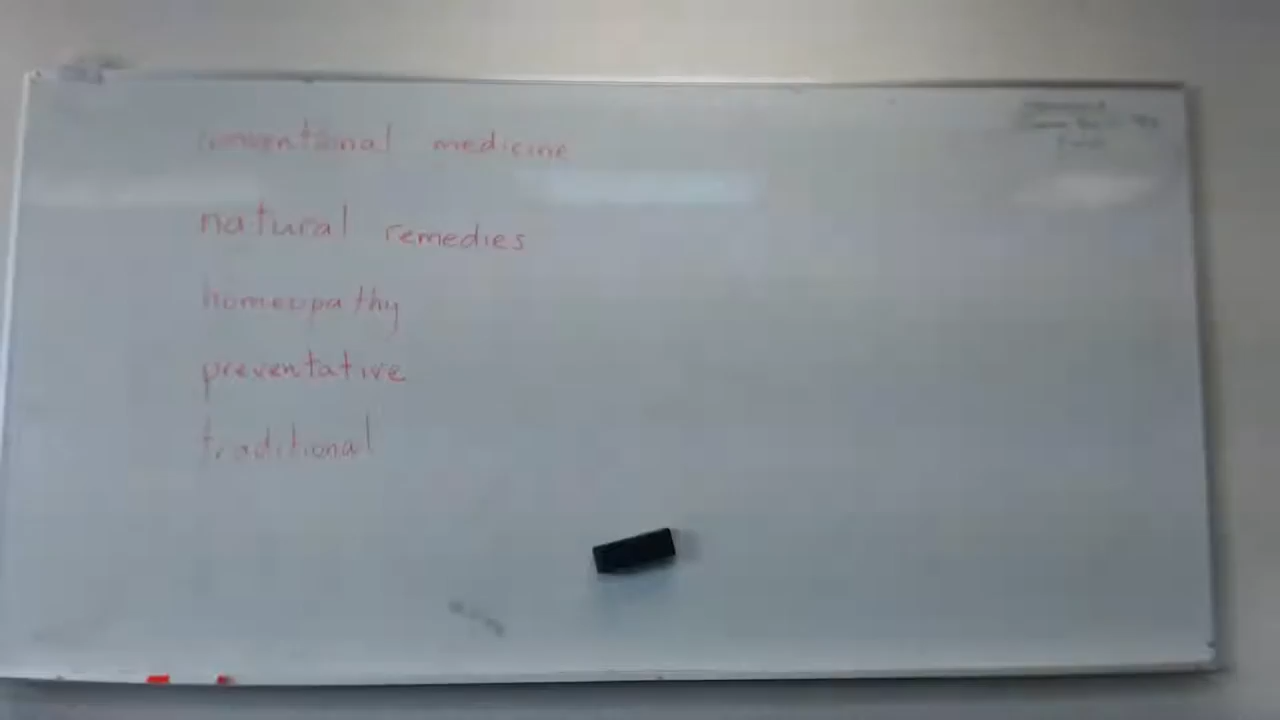 conventional medicine
natural remedies
homeopathy
preventative
traditional